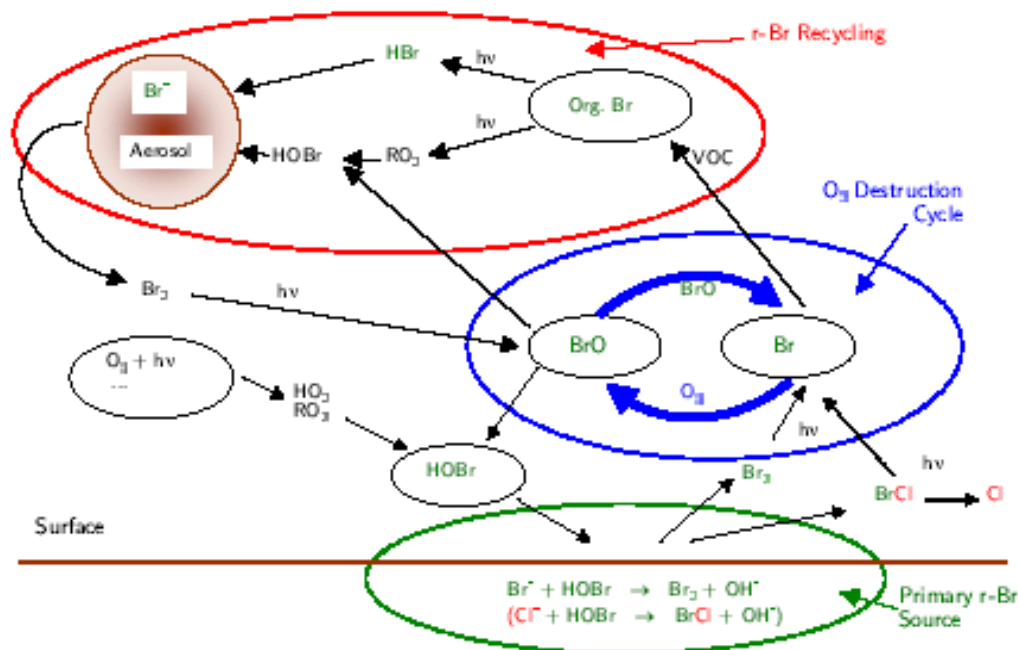 r-Br Recycling
HBr
hν
Br⁻
Org. Br
hν
Aerosol
HOBr
RO₂
VOC
O₃ Destruction
Cycle
Br₂
hν
BrO
BrO
Br
O₃ + hν
...
HO₂
RO₂
O₃
hν
HOBr
Br₂
hν
BrCl
Cl
Surface
Br⁻ + HOBr → Br₂ + OH⁻
(Cl⁻ + HOBr → BrCl + OH⁻)
Primary r-Br
Source